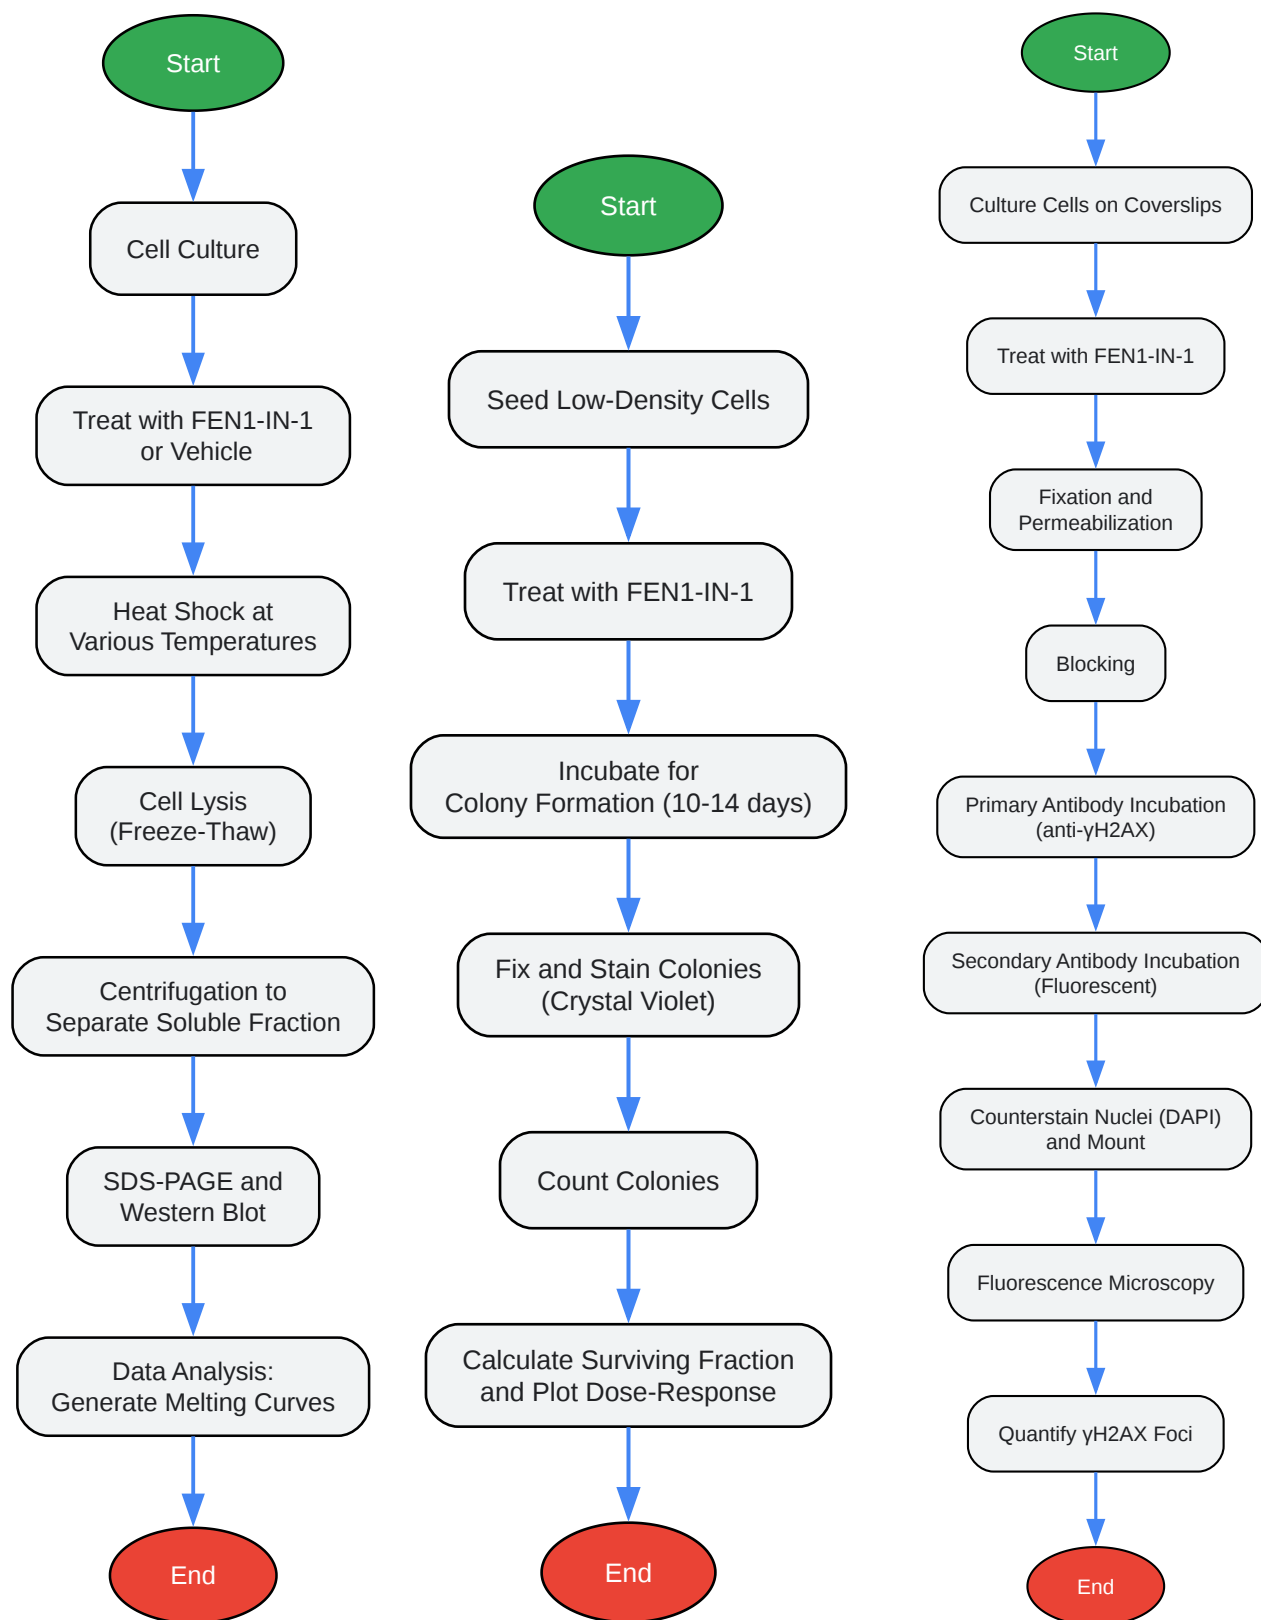 Start
Cell Culture
Treat with FEN1-IN-1
or Vehicle
Heat Shock at
Various Temperatures
Cell Lysis
(Freeze-Thaw)
Centrifugation to
Separate Soluble Fraction
SDS-PAGE and
Western Blot
Data Analysis:
Generate Melting Curves
End
Start
Seed Low-Density Cells
Treat with FEN1-IN-1
Incubate for
Colony Formation (10-14 days)
Fix and Stain Colonies
(Crystal Violet)
Count Colonies
Calculate Surviving Fraction
and Plot Dose-Response
End
Start
Culture Cells on Coverslips
Treat with FEN1-IN-1
Fixation and
Permeabilization
Blocking
Primary Antibody Incubation
(anti-γH2AX)
Secondary Antibody Incubation
(Fluorescent)
Counterstain Nuclei (DAPI)
and Mount
Fluorescence Microscopy
Quantify γH2AX Foci
End